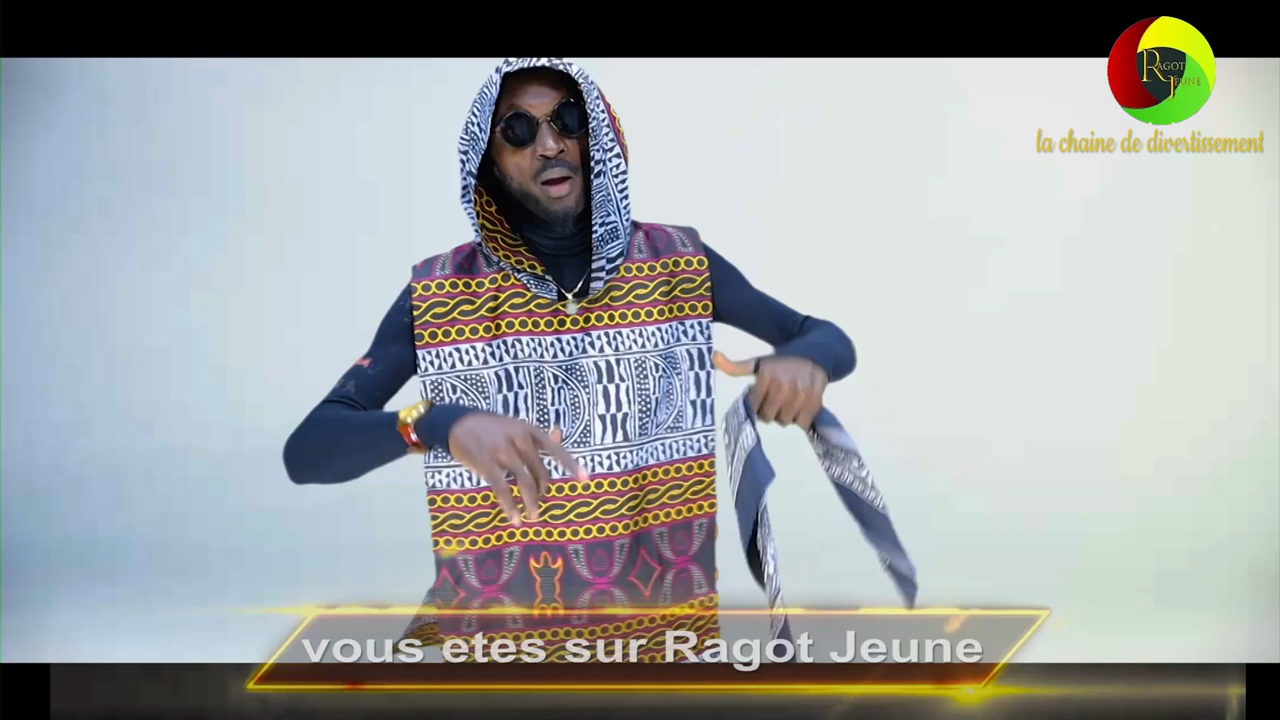 RAGOT
JEUNE
la chaine de divertissement
vous etes sur Ragot Jeune